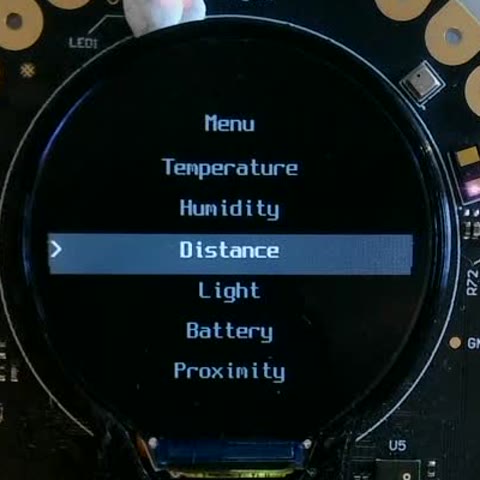 LED1
Menu
Temperature
Humidity
> Distance
Light
Battery
Proximity
R72
U5